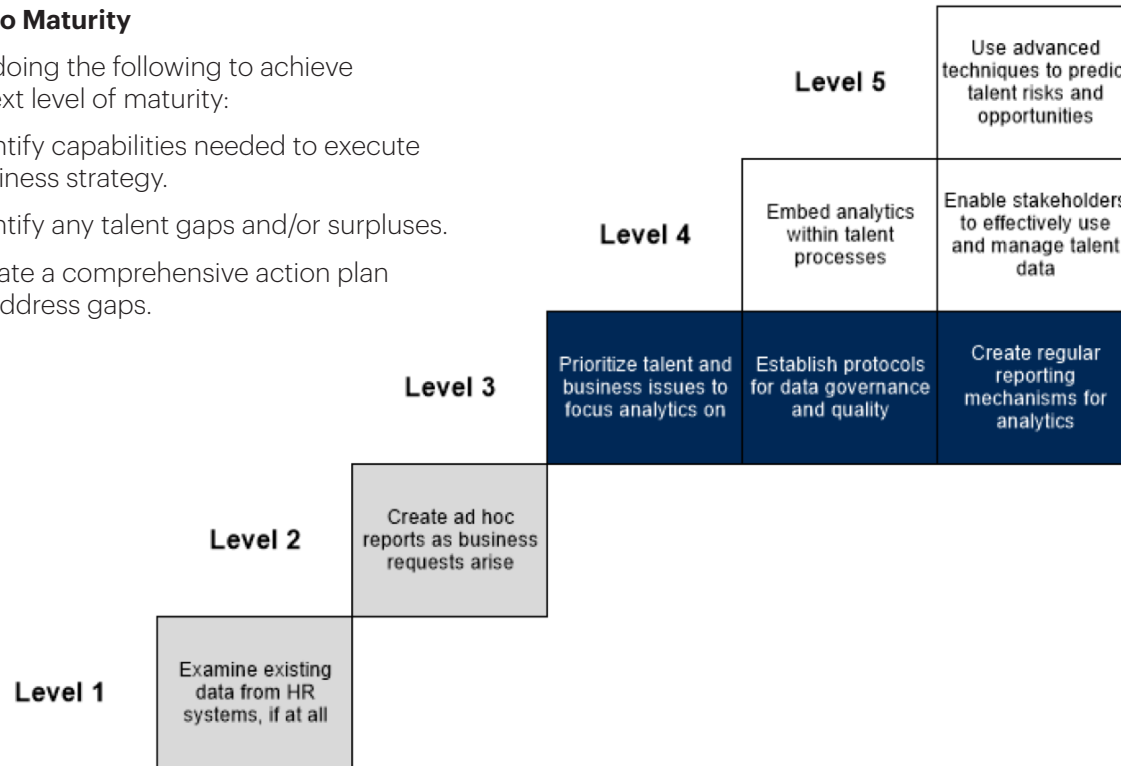 o Maturity
doing the following to achieve
ext level of maturity:
ntify capabilities needed to execute
iness strategy.
ntify any talent gaps and/or surpluses.
ate a comprehensive action plan
ddress gaps.
Level 5
Use advanced
techniques to predic
talent risks and
opportunities
Level 4
Embed analytics
within talent
processes
Enable stakeholders
to effectively use
and manage talent
data
Level 3
Prioritize talent and
business issues to
focus analytics on
Establish protocols
for data governance
and quality
Create regular
reporting
mechanisms for
analytics
Level 2
Create ad hoc
reports as business
requests arise
Level 1
Examine existing
data from HR
systems, if at all